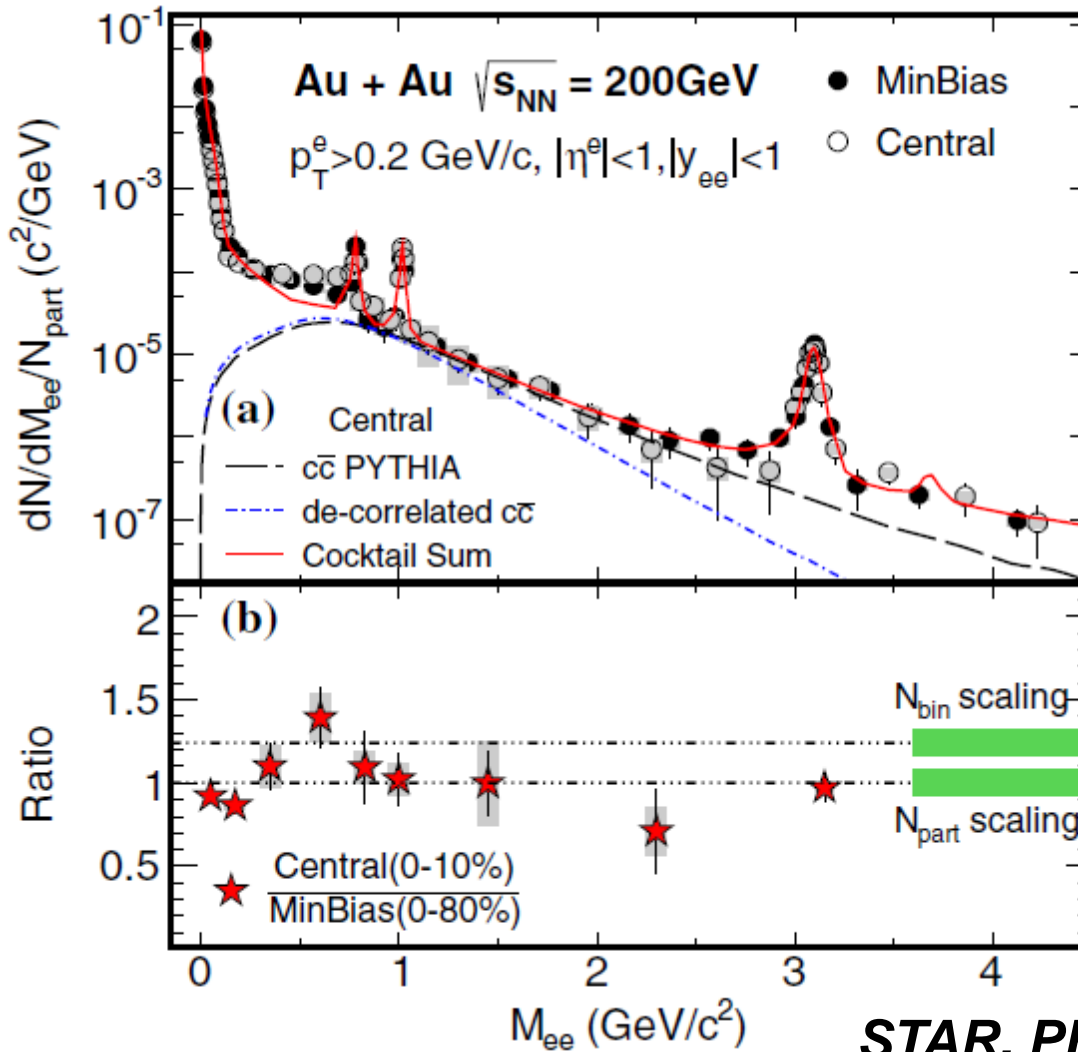 Au + Au √s_NN = 200GeV
p_T^e>0.2 GeV/c, |η^e|<1,|y_ee|<1
MinBias
Central
10^-1
10^-3
10^-5
10^-7
dN/dM_ee/N_part (c^2/GeV)
(a)
Central
cc̄ PYTHIA
de-correlated cc̄
Cocktail Sum
(b)
2
1.5
1
0.5
Ratio
N_bin scaling
N_part scaling
Central(0-10%)
MinBias(0-80%)
0 1 2 3 4
M_ee (GeV/c^2)
STAR,